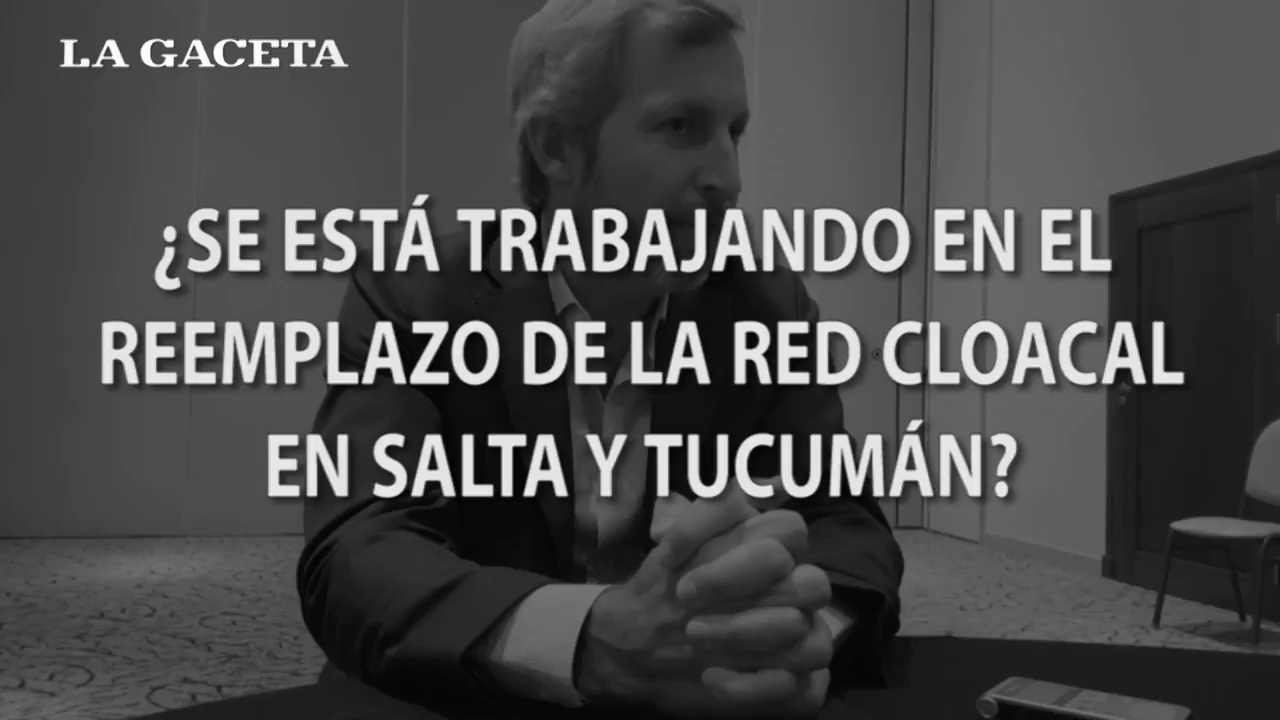 LA GACETA
¿SE ESTÁ TRABAJANDO EN EL
REEMPLAZO DE LA RED CLOACAL
EN SALTA Y TUCUMÁN?